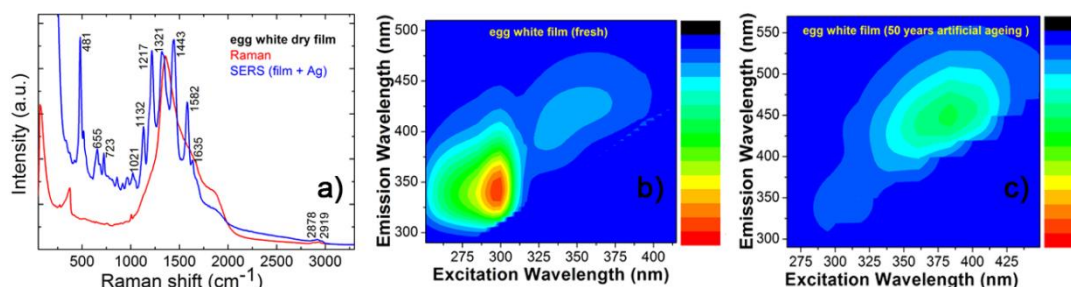 egg white dry film
Raman
SERS (film + Ag)
481
655
723
1021
1132
1217
1321
1443
1582
1635
2878
2919
a)
Intensity (a.u.)
0 500 1000 1500 2000 2500 3000
Raman shift (cm-1)
egg white film (fresh)
b)
Emission Wavelength (nm)
500
450
400
350
300
275 300 325 350 375 400
Excitation Wavelength (nm)
egg white film (50 years artificial ageing )
c)
Emission Wavelength (nm)
550
500
450
400
350
300
275 300 325 350 375 400 425
Excitation Wavelength (nm)